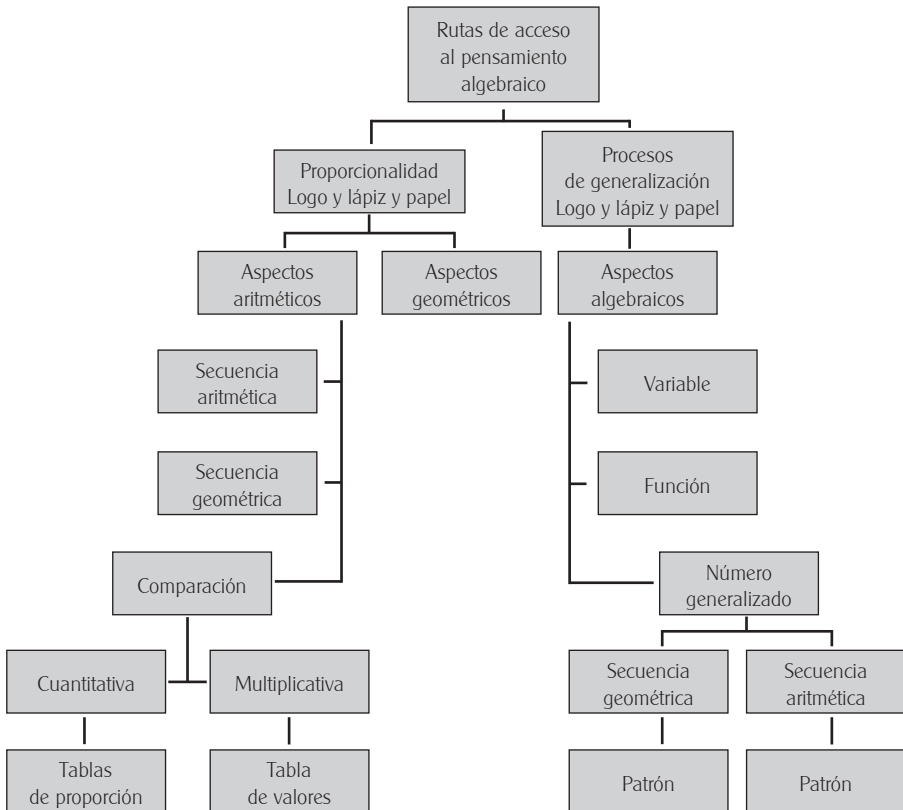 Rutas de acceso
al pensamiento
algebraico
Proporcionalidad
Logo y lápiz y papel
Procesos
de generalización
Logo y lápiz y papel
Aspectos
aritméticos
Aspectos
geométricos
Aspectos
algebraicos
Secuencia
aritmética
Variable
Secuencia
geométrica
Función
Comparación
Número
generalizado
Cuantitativa
Multiplicativa
Secuencia
geométrica
Secuencia
aritmética
Tablas
de proporción
Tabla
de valores
Patrón
Patrón